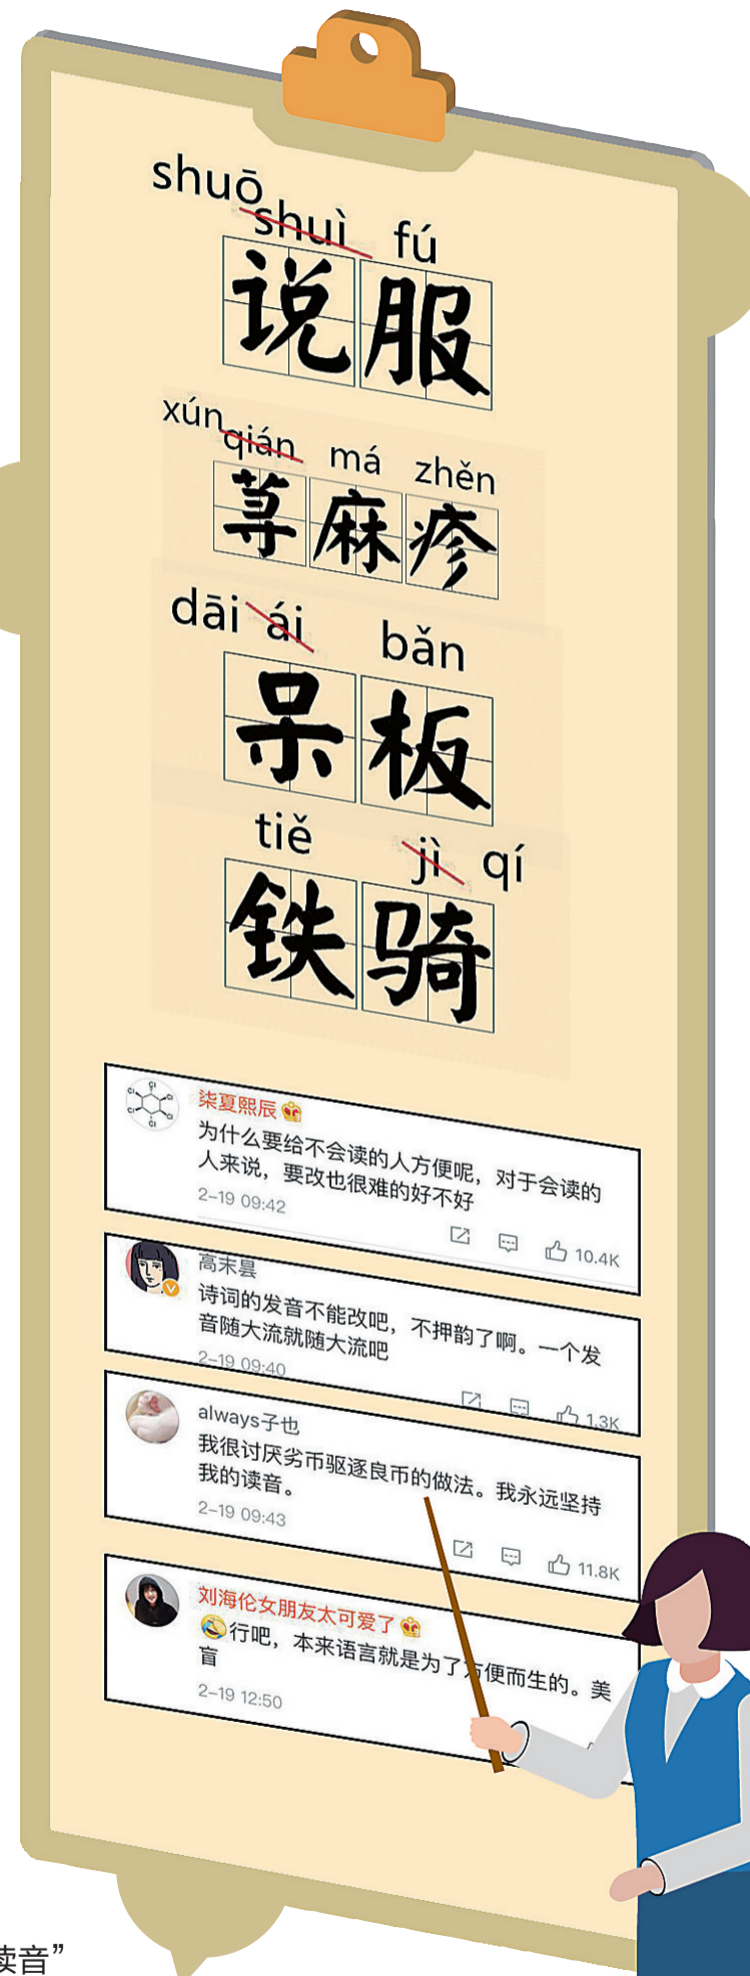 shuō shuì fú
说服
xún qián má zhěn
荨麻疹
dāi ái bǎn
呆板
tiě jì qí
铁骑
柒夏熙辰
为什么要给不会读的人方便呢，对于会读的
人来说，要改也很难的好不好
2-19 09:42
10.4K
高末昙
诗词的发音不能改吧，不押韵了啊。一个发
音随大流就随大流吧
2-19 09:40
1.3K
always子也
我很讨厌劣币驱逐良币的做法。我永远坚持
我的读音。
2-19 09:43
11.8K
刘海伦女朋友太可爱了
🤣行吧，本来语言就是为了方便而生的。美
盲
2-19 12:50
读音”